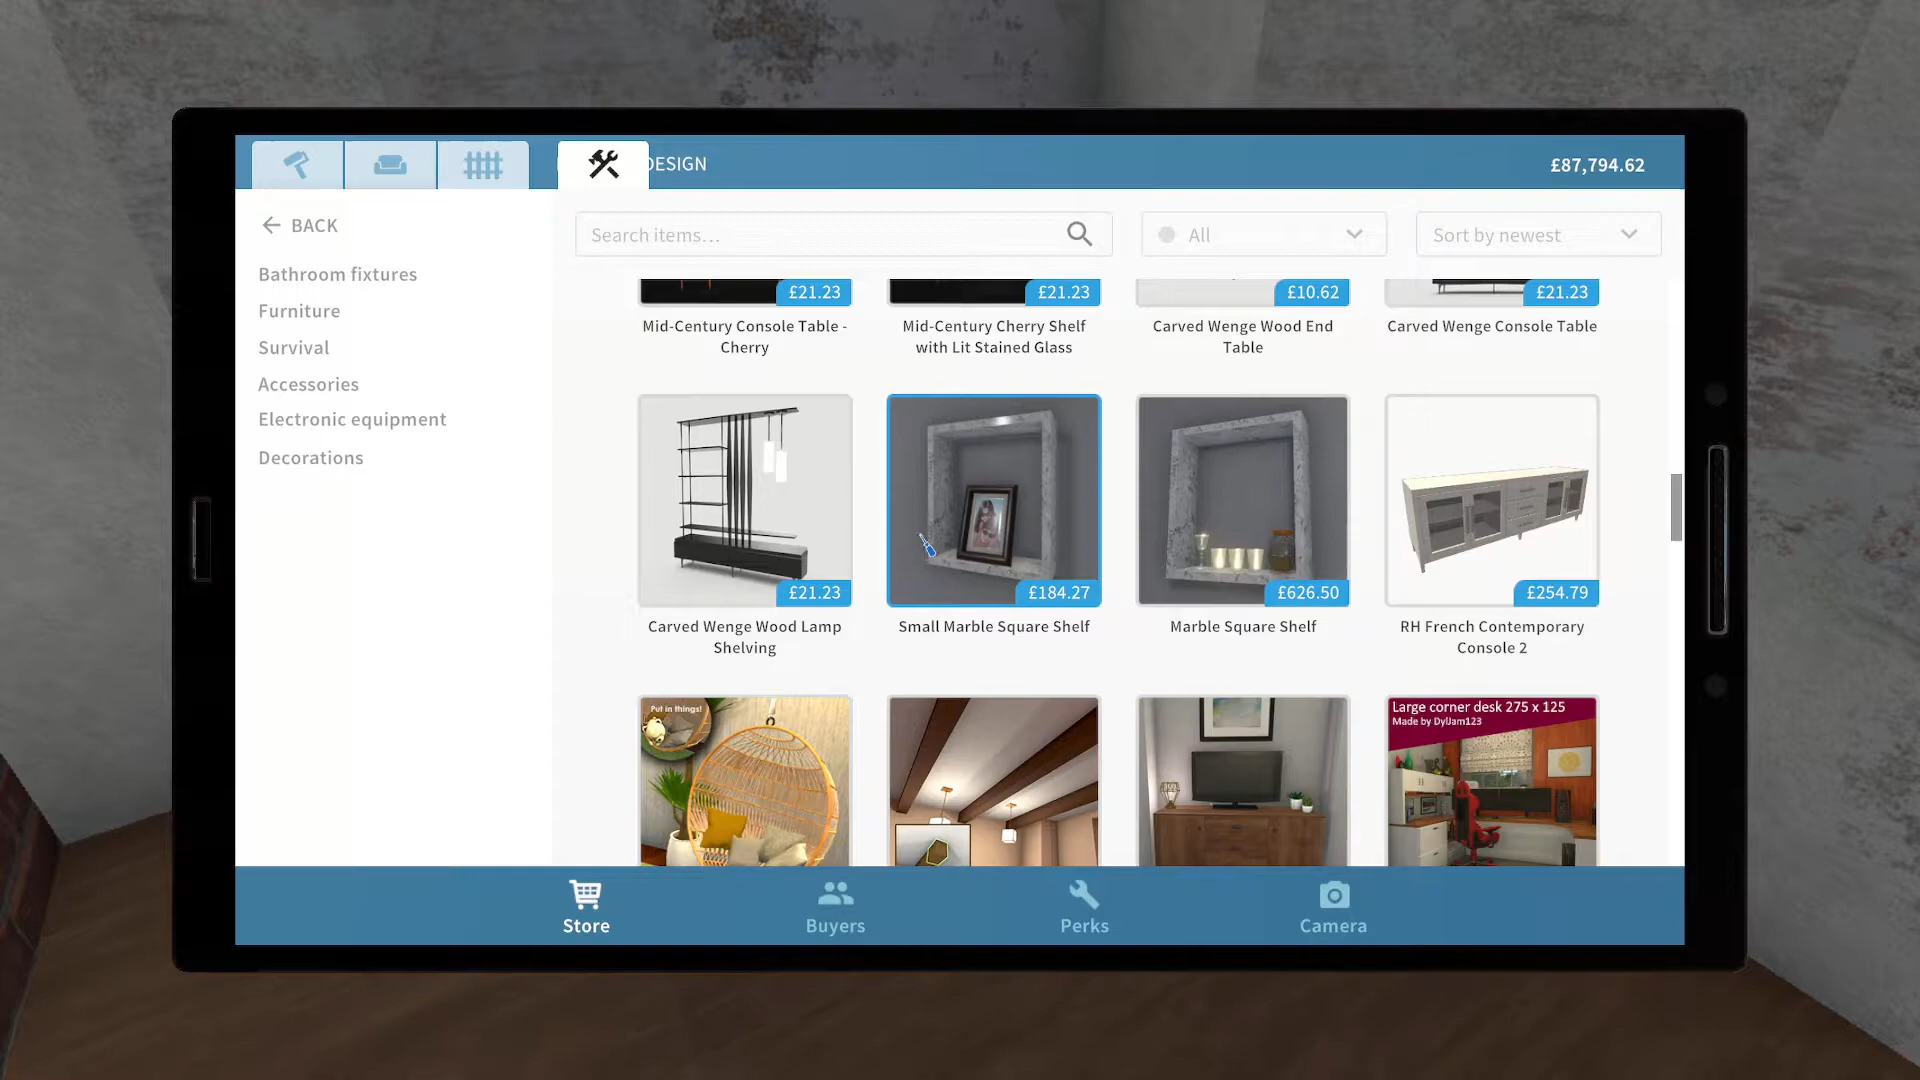 DESIGN
£87,794.62
BACK
Search items...
All
Sort by newest
Bathroom fixtures
Furniture
Survival
Accessories
Electronic equipment
Decorations
£21.23
£21.23
£10.62
£21.23
Mid-Century Console Table -
Cherry
Mid-Century Cherry Shelf
with Lit Stained Glass
Carved Wenge Wood End
Table
Carved Wenge Console Table
£21.23
£184.27
£626.50
£254.79
Carved Wenge Wood Lamp
Shelving
Small Marble Square Shelf
Marble Square Shelf
RH French Contemporary
Console 2
Put in things!
Large corner desk 275 x 125
Made by DylJam123
Store
Buyers
Perks
Camera